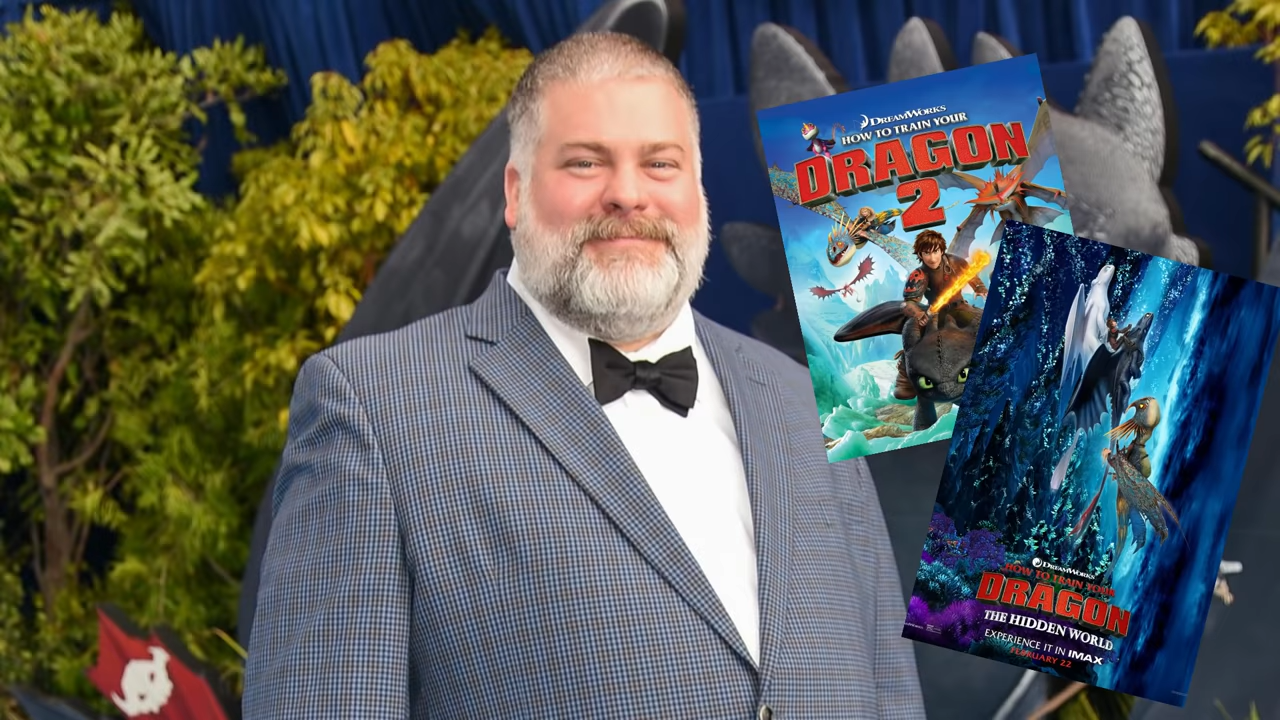 DREAMWORKS
HOW TO TRAIN YOUR
DRAGON
2
DREAMWORKS
HOW TO TRAIN YOUR
DRAGON
THE HIDDEN WORLD
EXPERIENCE IT IN IMAX
FEBRUARY 22